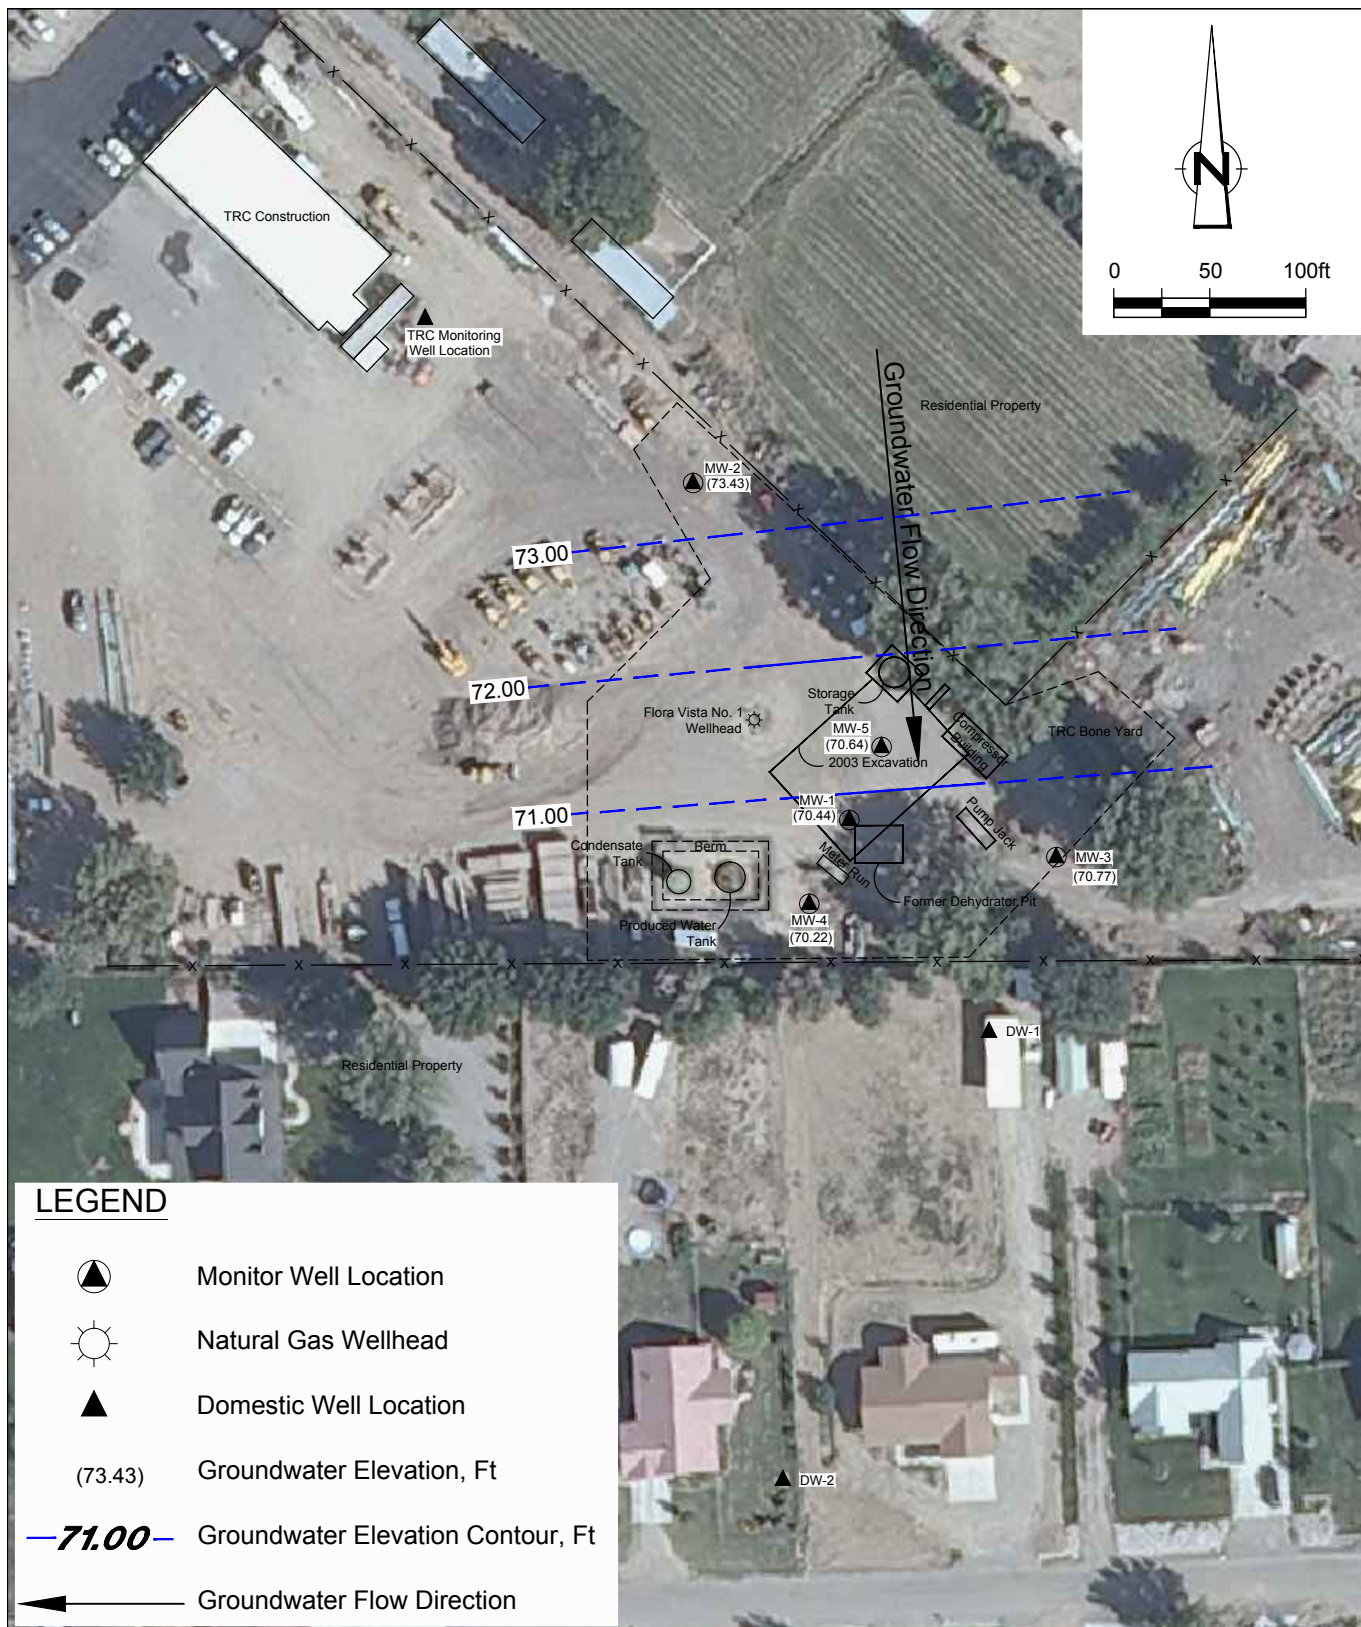 N
0 50 100ft
TRC Construction
TRC Monitoring
Well Location
Groundwater Flow Direction
Residential Property
MW-2
(73.43)
73.00
72.00
Storage
Tank
Flora Vista No. 1
Wellhead
MW-5
(70.64)
2003 Excavation
Compressor
Building
TRC Bone Yard
71.00
MW-1
(70.44)
Pump Jack
Condensate
Tank
Berm
Meter Run
MW-3
(70.77)
Former Dehydrator Pit
Produced Water
Tank
MW-4
(70.22)
DW-1
Residential Property
DW-2
LEGEND
Monitor Well Location
Natural Gas Wellhead
Domestic Well Location
(73.43) Groundwater Elevation, Ft
71.00 Groundwater Elevation Contour, Ft
Groundwater Flow Direction